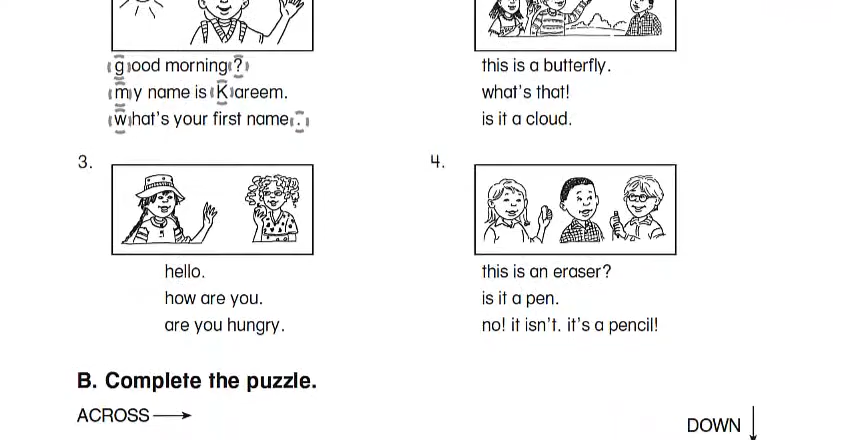 good morning?
my name is Kareem.
what's your first name.
this is a butterfly.
what's that!
is it a cloud.
3.
hello.
how are you.
are you hungry.
4.
this is an eraser?
is it a pen.
no! it isn't. it's a pencil!
B. Complete the puzzle.
ACROSS
DOWN